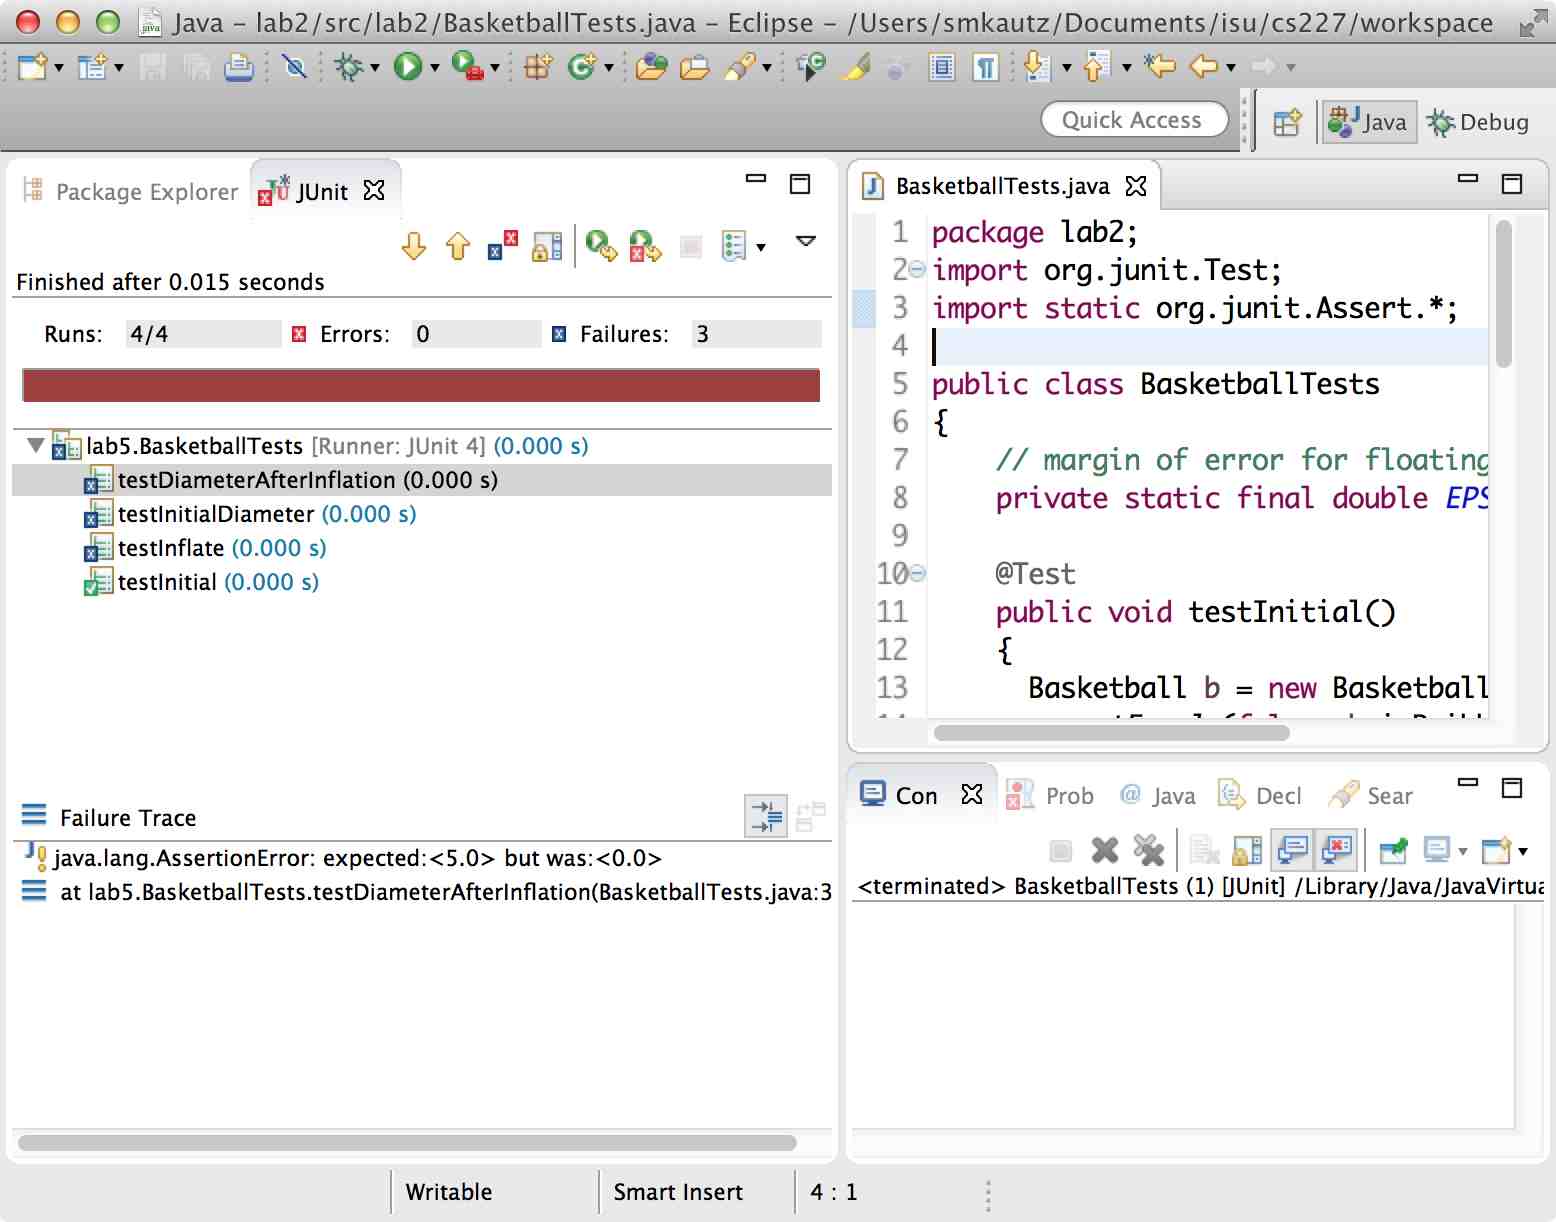 Java – lab2/src/lab2/BasketballTests.java – Eclipse – /Users/smkautz/Documents/isu/cs227/workspace
Quick Access
Java
Debug
Package Explorer
JUnit
Finished after 0.015 seconds
Runs: 4/4 Errors: 0 Failures: 3
lab5.BasketballTests [Runner: JUnit 4] (0.000 s)
testDiameterAfterInflation (0.000 s)
testInitialDiameter (0.000 s)
testInflate (0.000 s)
testInitial (0.000 s)
Failure Trace
java.lang.AssertionError: expected:<5.0> but was:<0.0>
at lab5.BasketballTests.testDiameterAfterInflation(BasketballTests.java:3
BasketballTests.java
1 package lab2;
2 import org.junit.Test;
3 import static org.junit.Assert.*;
4
5 public class BasketballTests
6 {
7 // margin of error for floating
8 private static final double EPS
9
10 @Test
11 public void testInitial()
12 {
13 Basketball b = new Basketball
Con Prob @ Java Decl Sear
<terminated> BasketballTests (1) [JUnit] /Library/Java/JavaVirtua
Writable Smart Insert 4 : 1